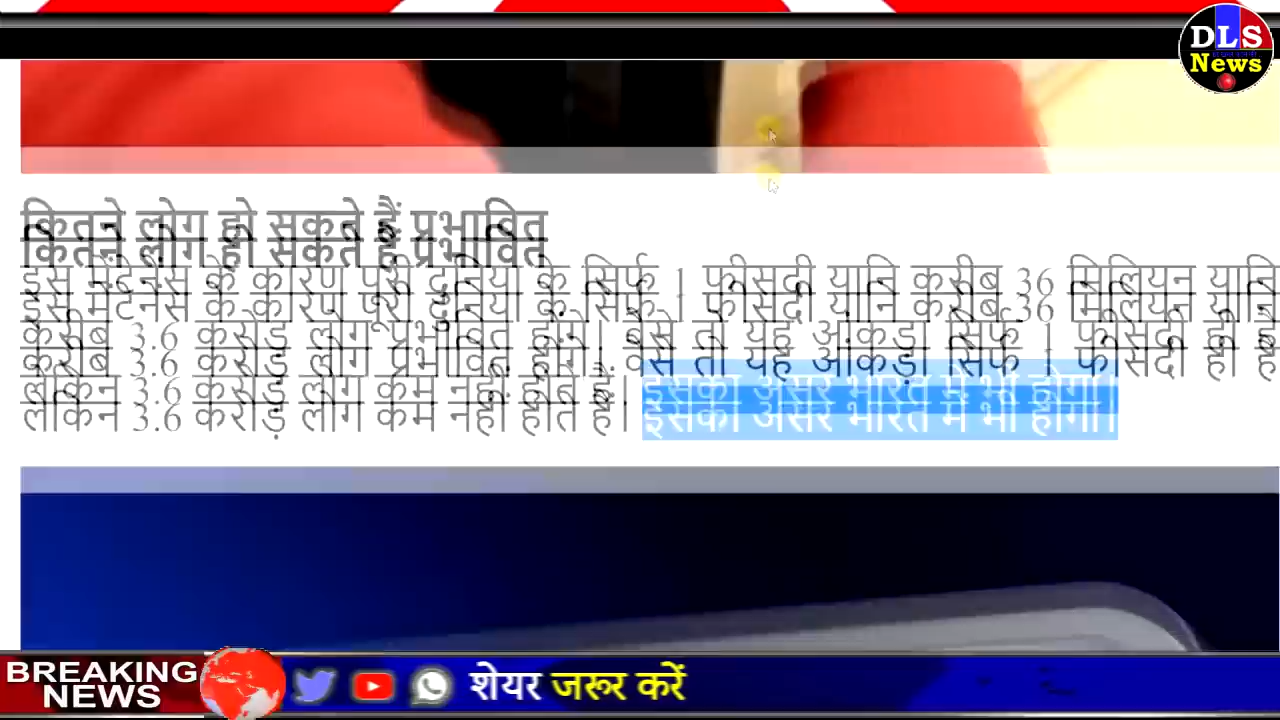 DLS
News
कितने लोग हो सकते हैं प्रभावित
इस मेंटेनेंस के कारण पूरी दुनिया के सिर्फ 1 फीसदी यानि करीब 36 मिलियन यानि
करीब 3.6 करोड़ लोग प्रभावित होंगे। वैसे तो यह आंकड़ा सिर्फ 1 फीसदी ही है
लेकिन 3.6 करोड़ लोग कम नहीं होते हैं। इसका असर भारत में भी होगा।
BREAKING
NEWS
शेयर जरूर करें